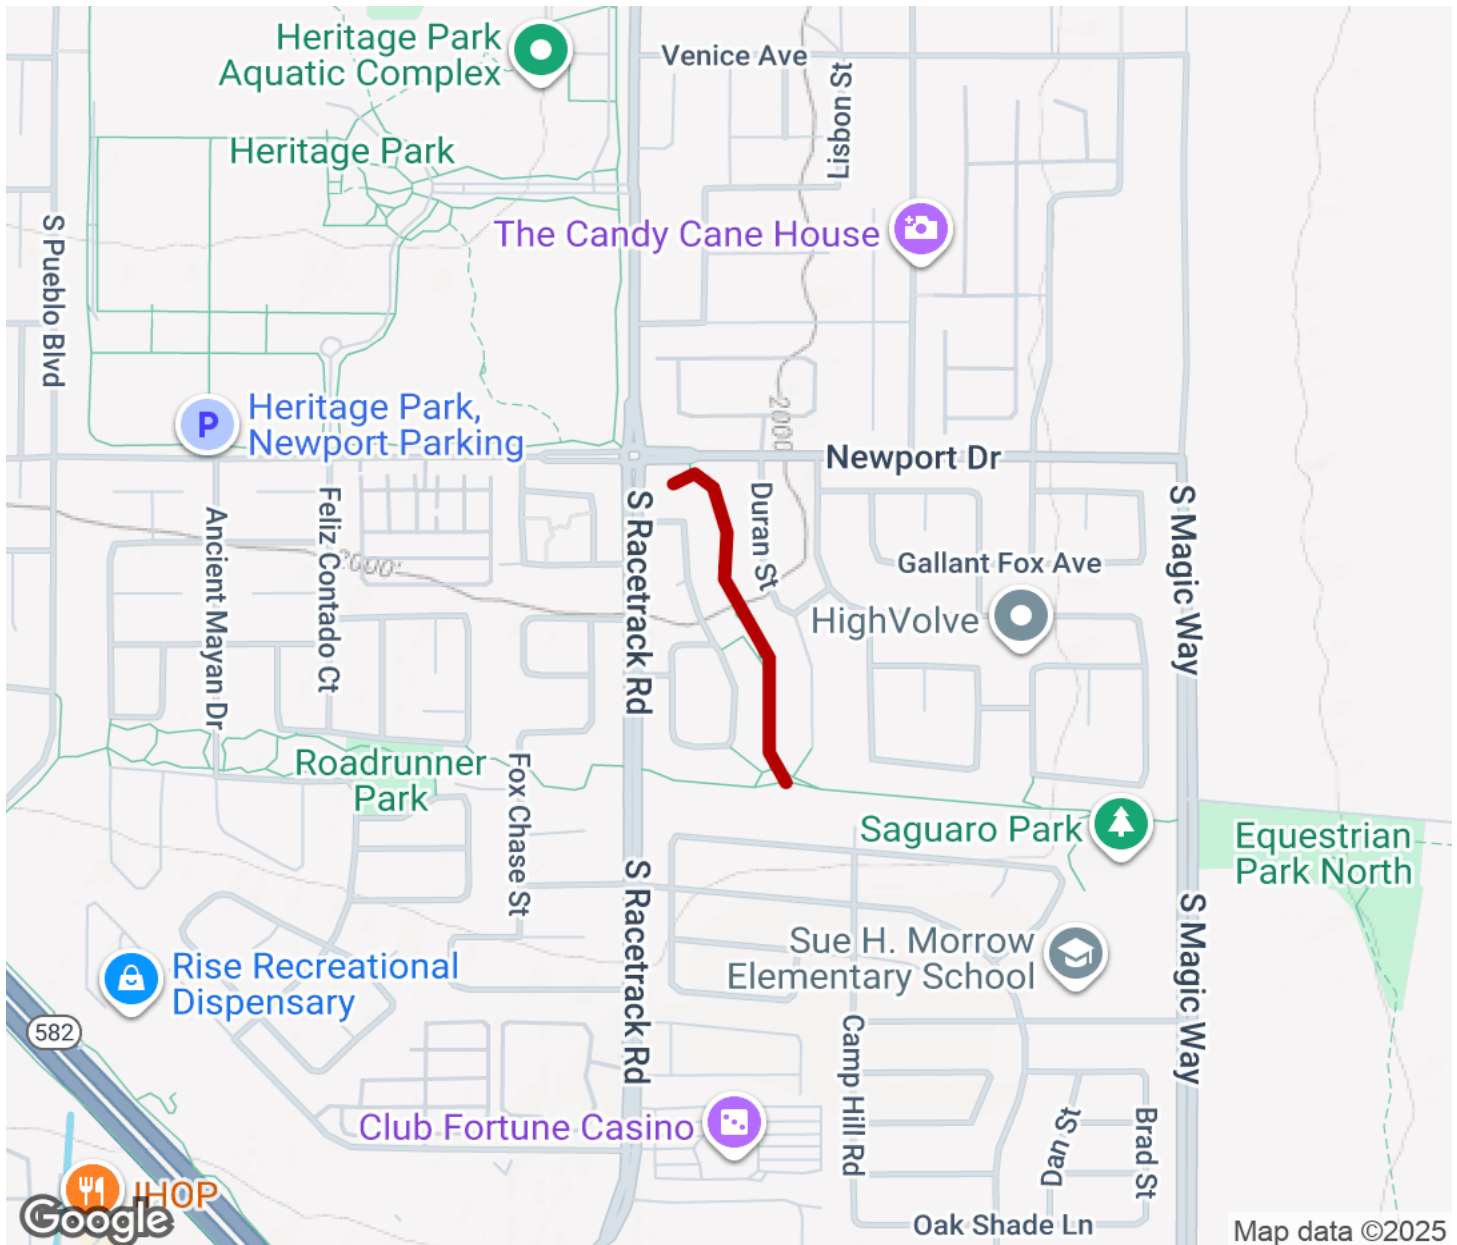 Heritage Park
Aquatic Complex
Venice Ave
Lisbon St
Heritage Park
The Candy Cane House
S Pueblo Blvd
Heritage Park,
Newport Parking
P
2000
Newport Dr
S Racetrack Rd
Duran St
S Magic Way
Feliz Contado Ct
Ancient Mayan Dr
2000
Gallant Fox Ave
HighVolve
Roadrunner
Park
Fox Chase St
Saguaro Park
Equestrian
Park North
S Racetrack Rd
S Magic Way
Sue H. Morrow
Elementary School
Rise Recreational
Dispensary
582
Camp Hill Rd
Club Fortune Casino
Dan St
Brad St
IHOP
Google
Oak Shade Ln
Map data ©2025